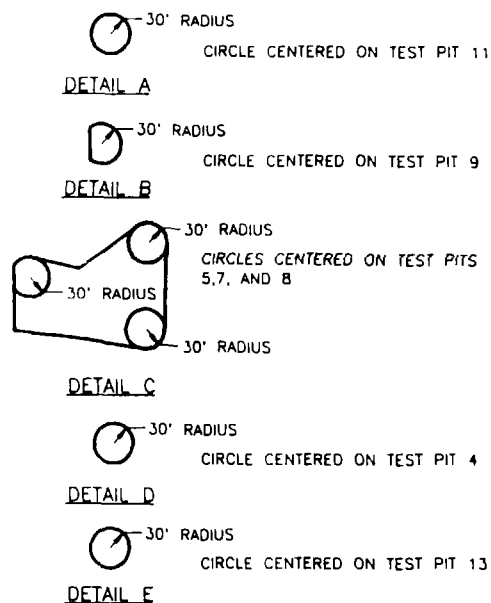 30' RADIUS
CIRCLE CENTERED ON TEST PIT 11
DETAIL A
30' RADIUS
CIRCLE CENTERED ON TEST PIT 9
DETAIL B
30' RADIUS
CIRCLES CENTERED ON TEST PITS
5,7, AND 8
30' RADIUS
30' RADIUS
DETAIL C
30' RADIUS
CIRCLE CENTERED ON TEST PIT 4
DETAIL D
30' RADIUS
CIRCLE CENTERED ON TEST PIT 13
DETAIL E